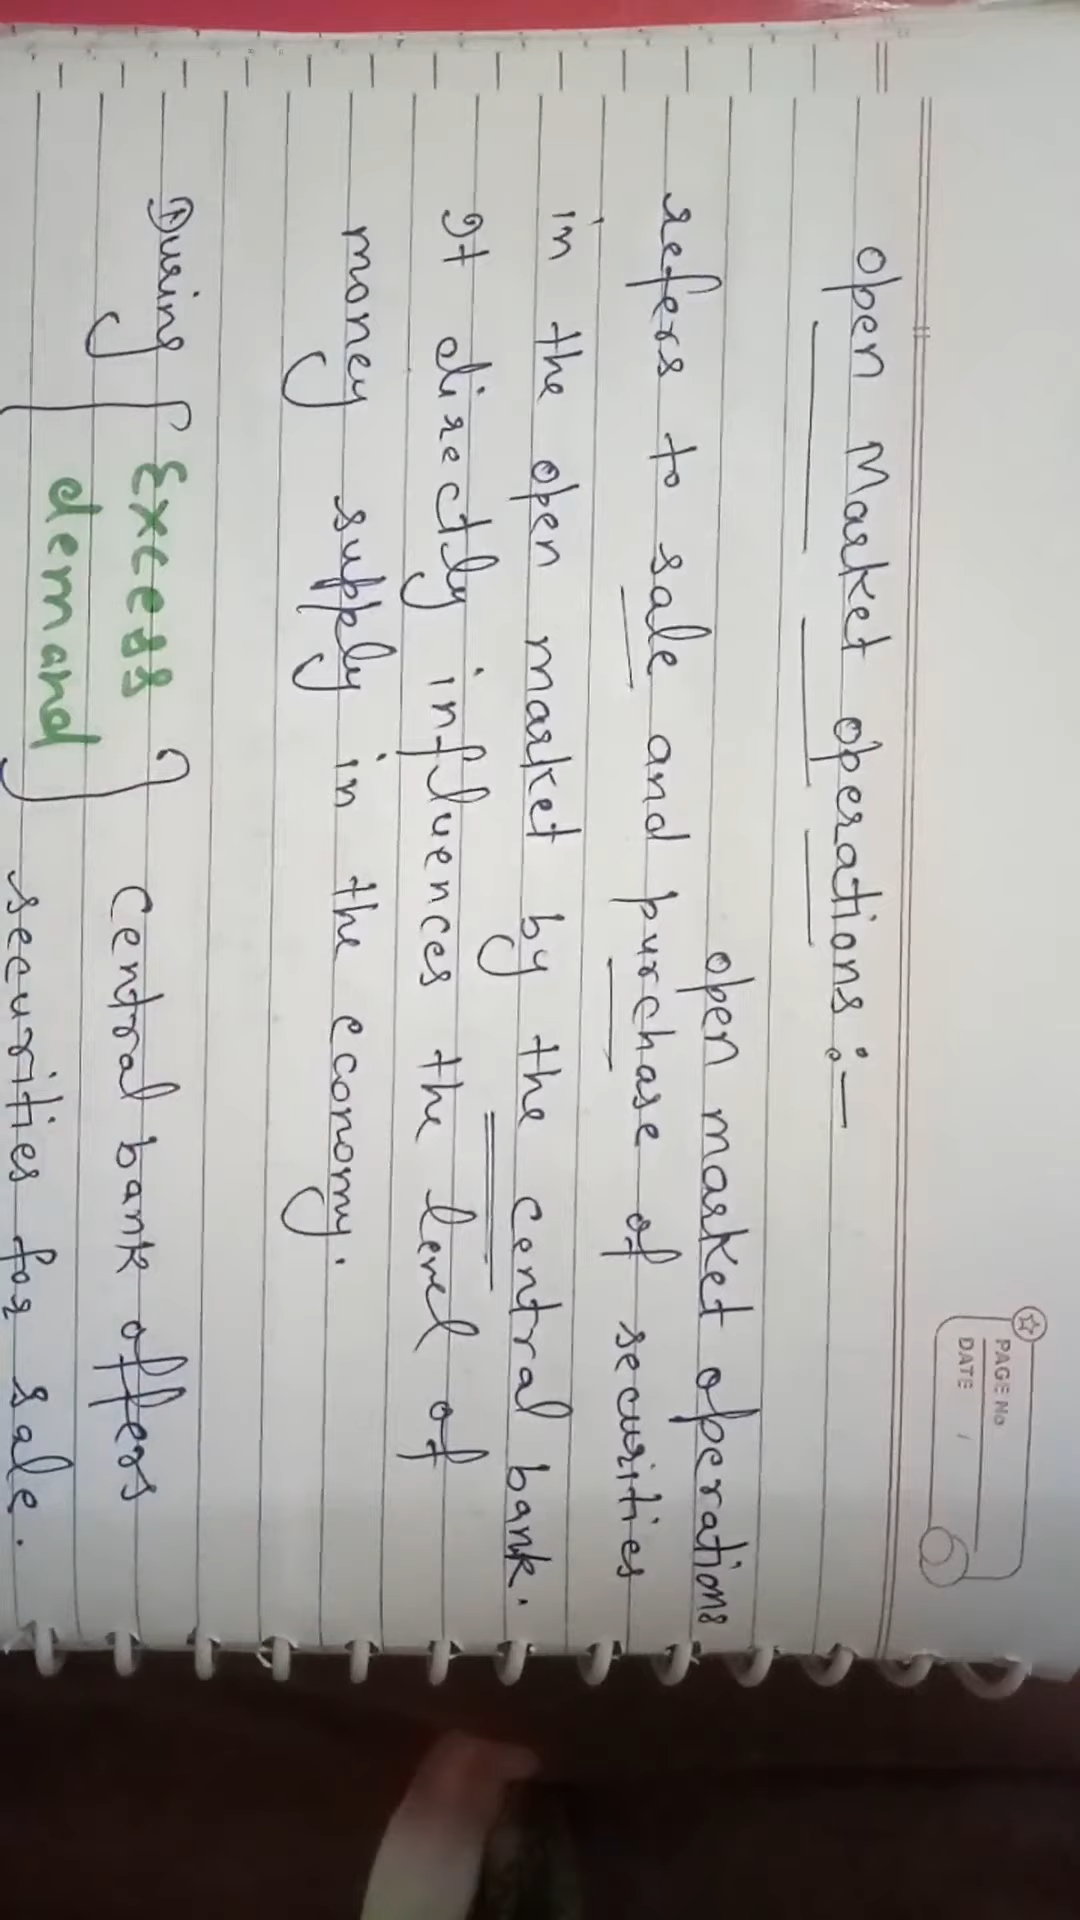 PAGE No
DATE /
open Market operations :-
open market operations
refers to sale and purchase of securities
in the open market by the central bank.
It directly influences the level of
money supply in the economy.
During [Excess demand] Central bank offers
securities for sale.